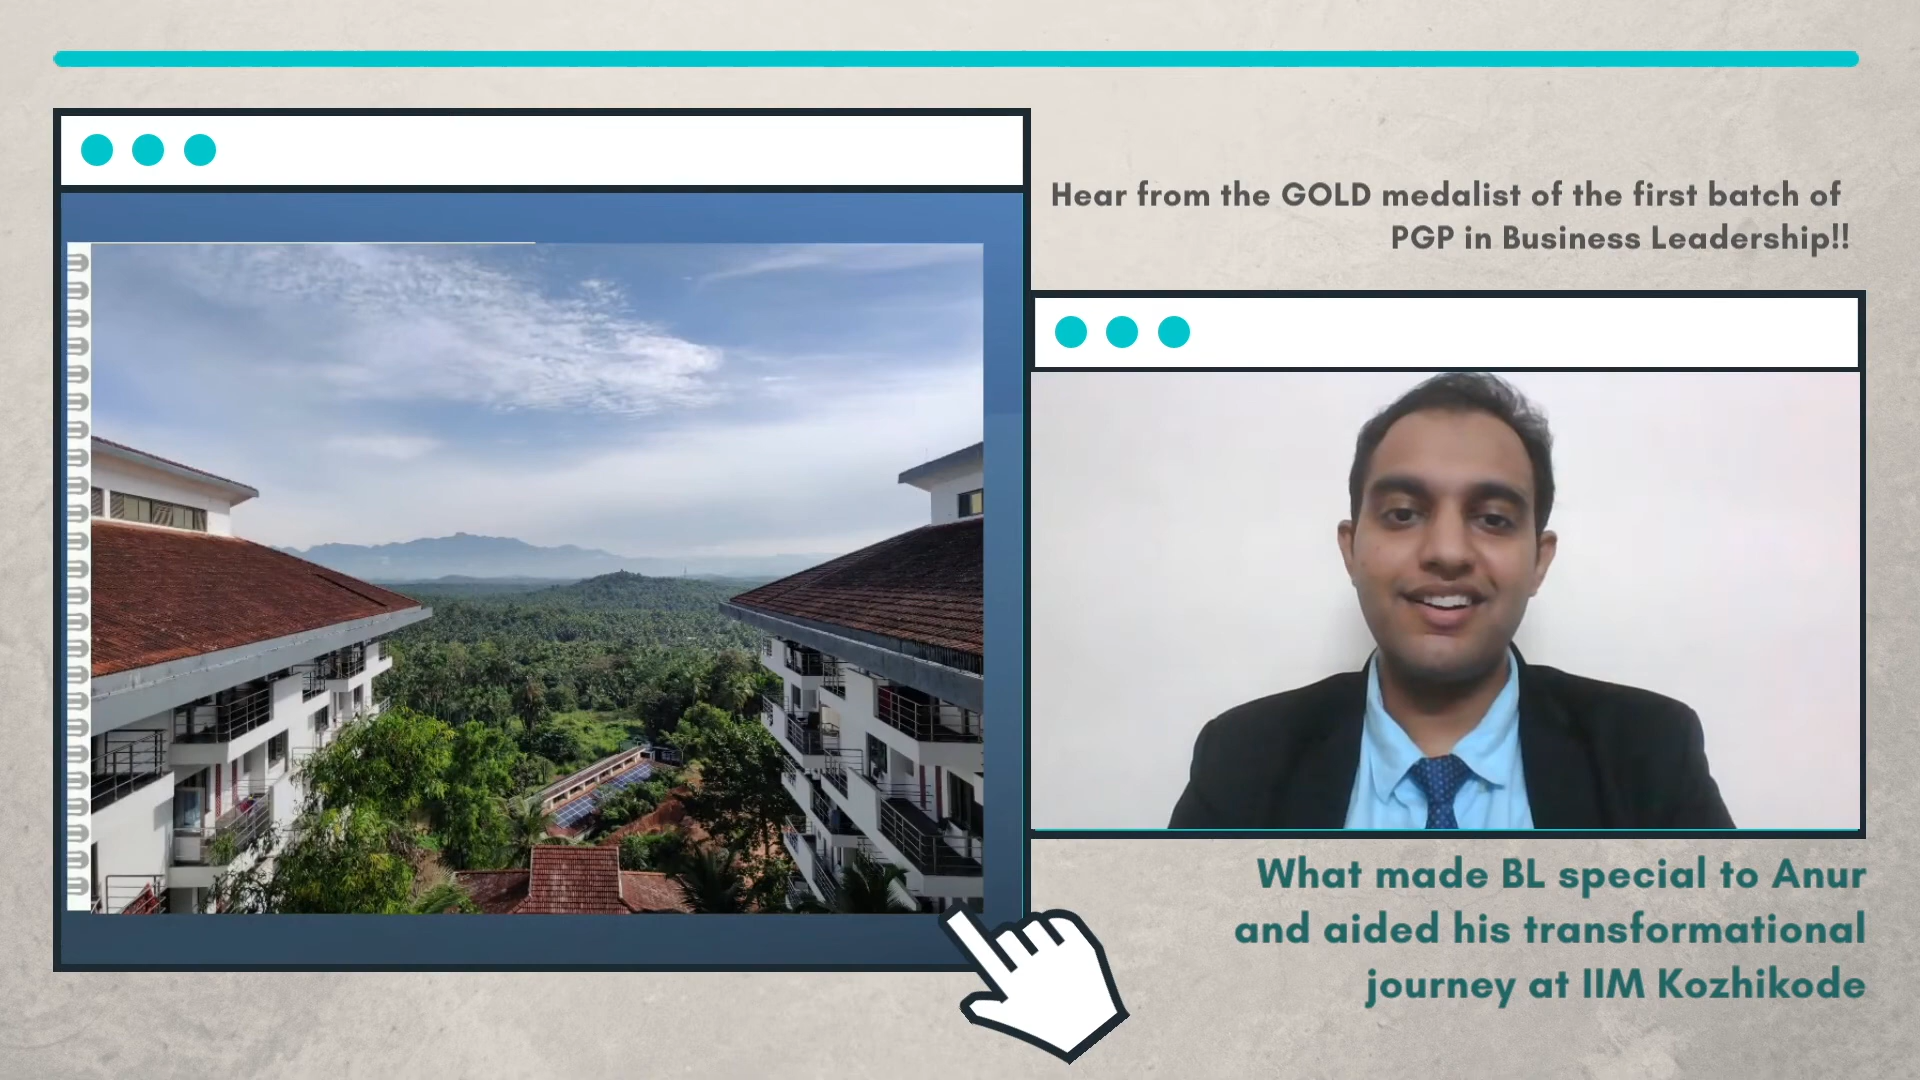 Hear from the GOLD medalist of the first batch of
PGP in Business Leadership!!
What made BL special to Anur
and aided his transformational
journey at IIM Kozhikode